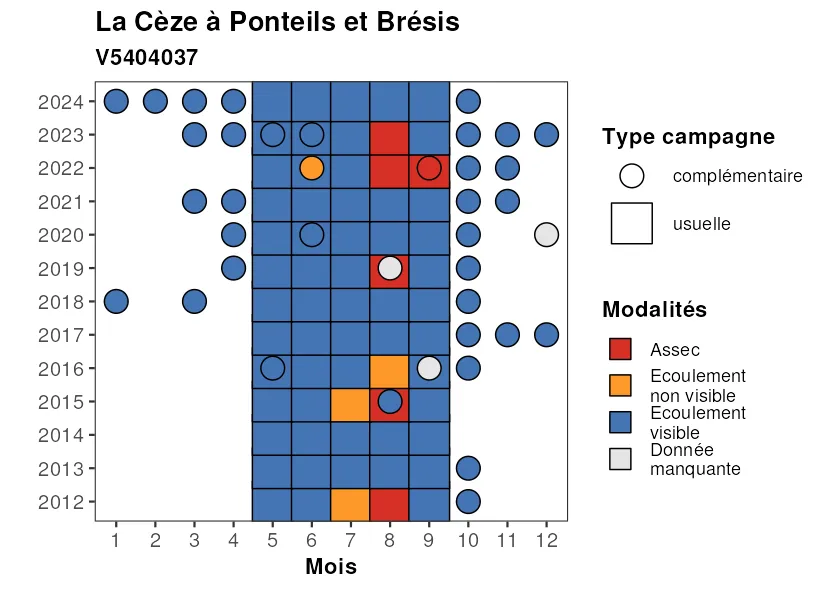 La Cèze à Ponteils et Brésis
V5404037
2024
2023
2022
2021
2020
2019
2018
2017
2016
2015
2014
2013
2012
1 2 3 4 5 6 7 8 9 10 11 12
Mois
Type campagne
complémentaire
usuelle
Modalités
Assec
Ecoulement
non visible
Ecoulement
visible
Donnée
manquante